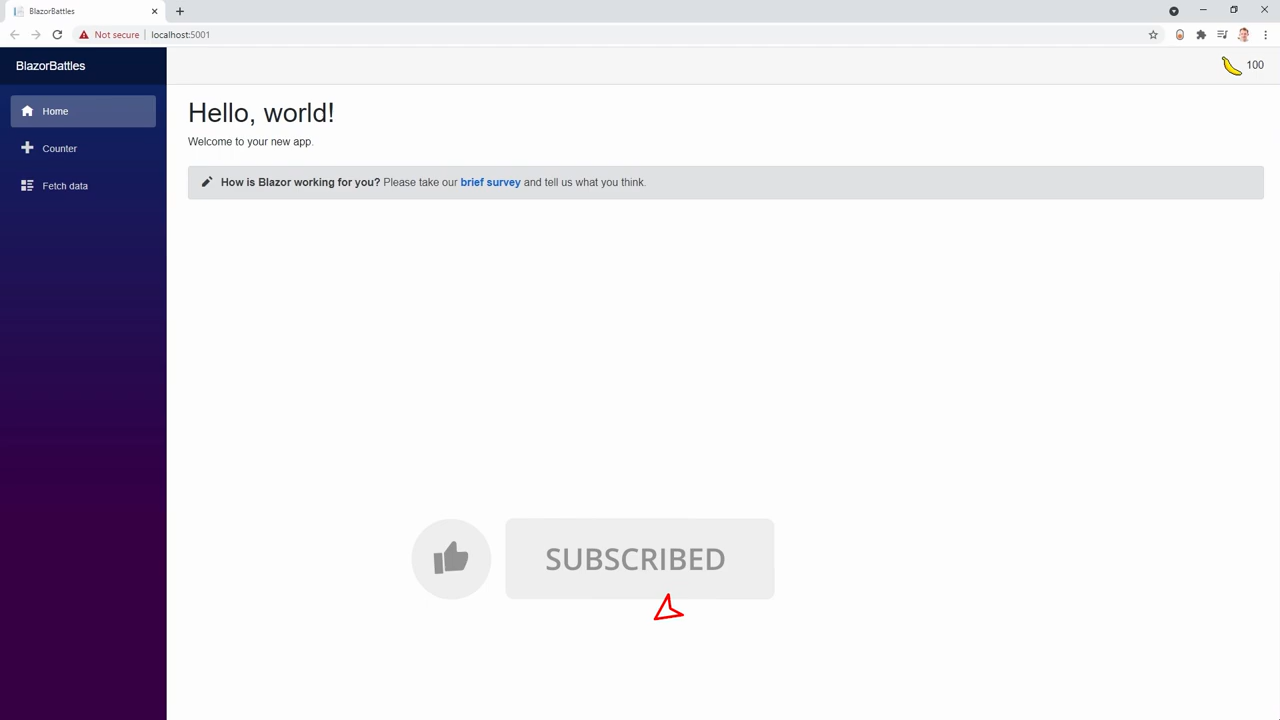 BlazorBattles
Not secure localhost:5001
BlazorBattles
100
Home
Counter
Fetch data
Hello, world!
Welcome to your new app.
How is Blazor working for you? Please take our brief survey and tell us what you think.
SUBSCRIBED